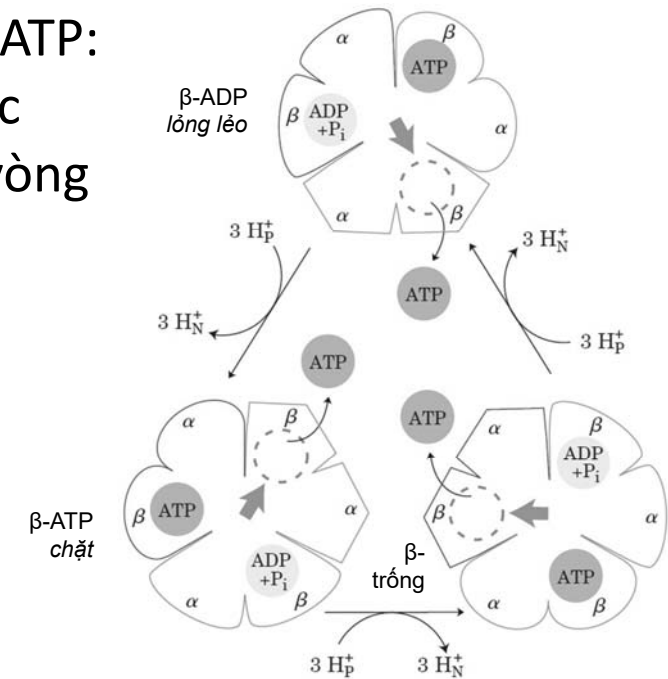 ATP:
c
vòng
β-ADP
lỏng lẻo
α
β
ATP
β
ADP
+Pi
α
α
β
3 H⁺P
3 H⁺N
ATP
3 H⁺N
3 H⁺P
ATP
ATP
α
β
β
ATP
α
ADP
+Pi
α
β
β-ATP
chặt
α
β
ADP
+Pi
β
α
ATP
α
β
β-
trống
3 H⁺P
3 H⁺N